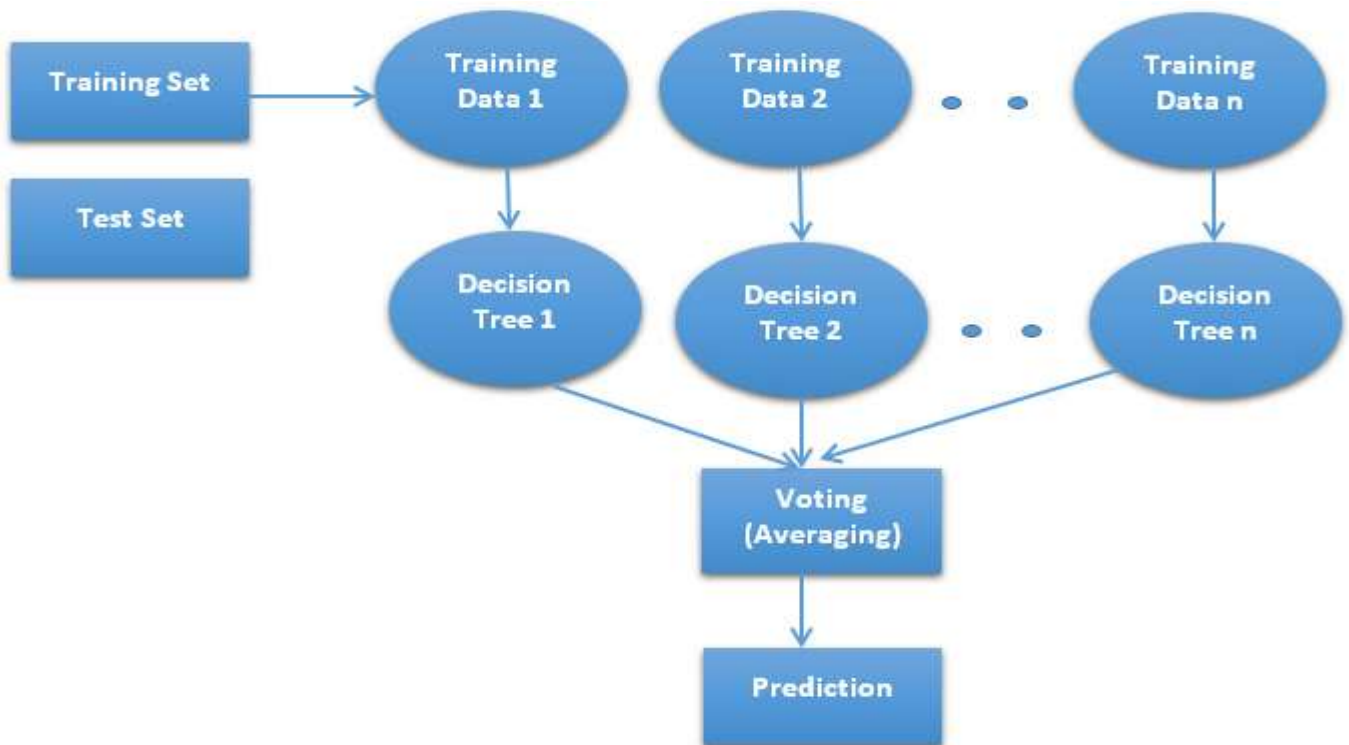 Training Set
Training
Data 1
Training
Data 2
Training
Data n
Test Set
Decision
Tree 1
Decision
Tree 2
Decision
Tree n
Voting
(Averaging)
Prediction